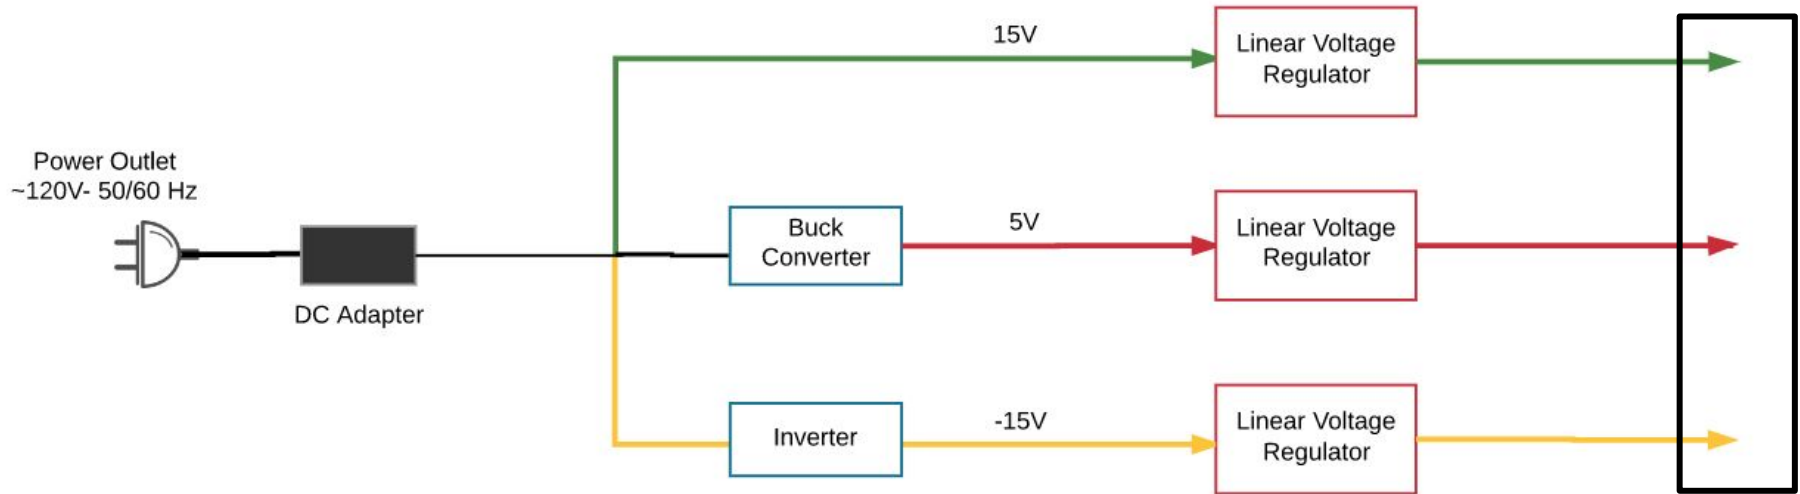 15V
Linear Voltage
Regulator
Power Outlet
~120V- 50/60 Hz
DC Adapter
Buck
Converter
5V
Linear Voltage
Regulator
Inverter
-15V
Linear Voltage
Regulator